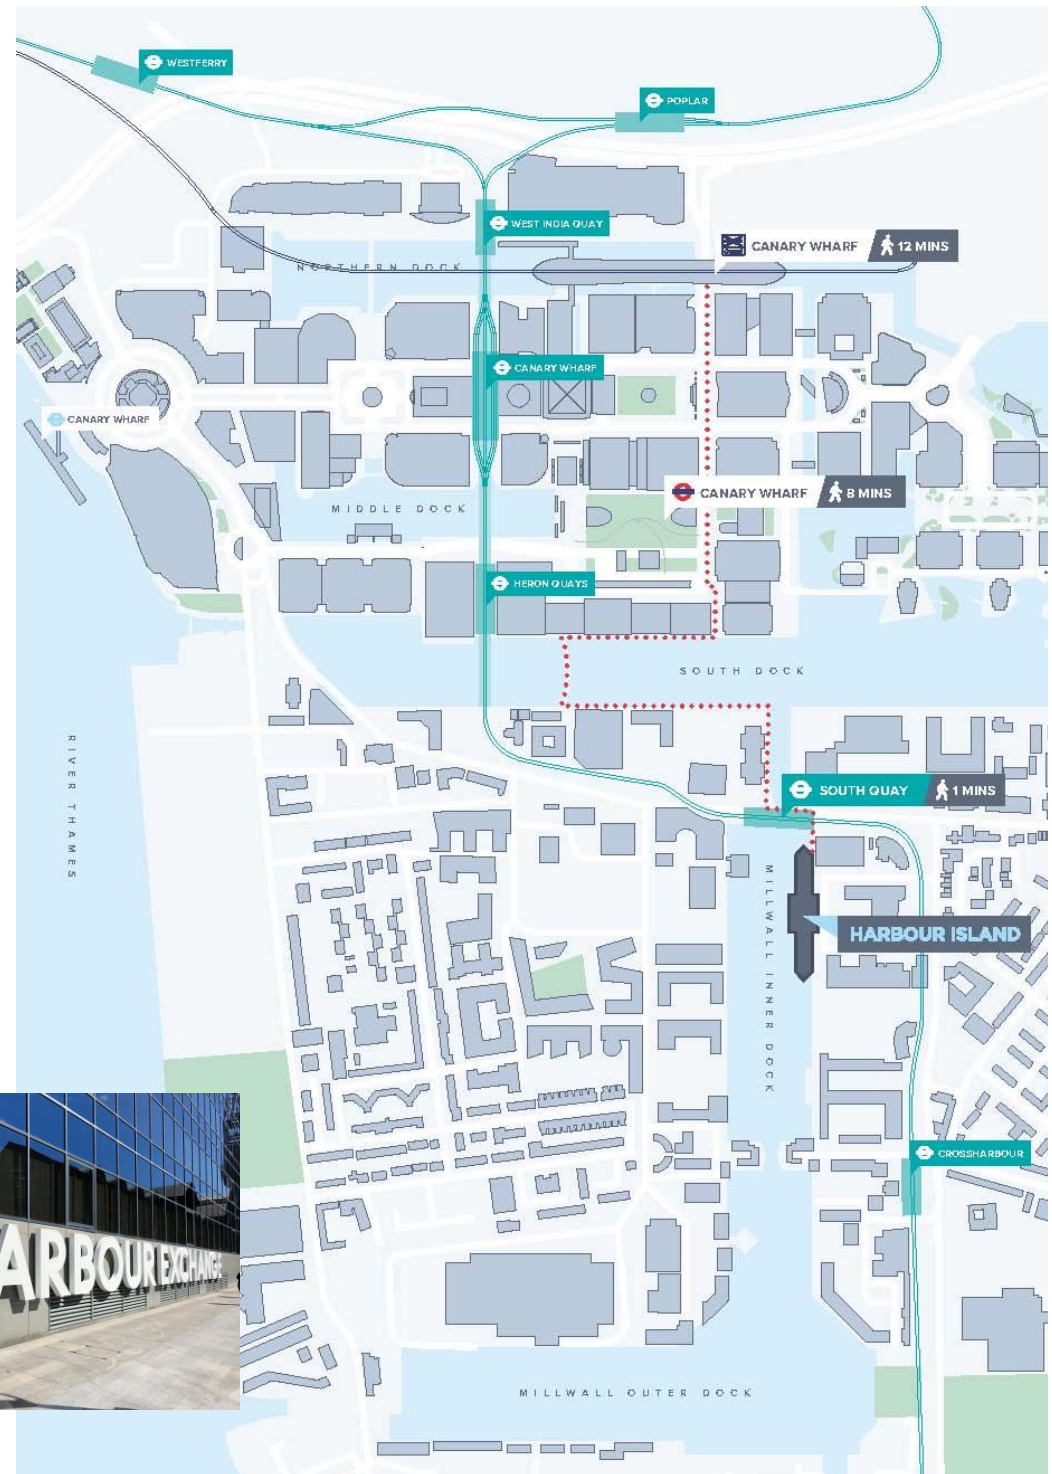 WESTFERRY
POPLAR
WEST INDIA QUAY
CANARY WHARF 12 MINS
NORTHERN DOCK
CANARY WHARF
CANARY WHARF
CANARY WHARF 8 MINS
MIDDLE DOCK
HERON QUAYS
SOUTH DOCK
RIVER THAMES
SOUTH QUAY 1 MINS
MILLWALL INNER DOCK
HARBOUR ISLAND
CROSSHARBOUR
ARBOUR EXCHANGE
MILLWALL OUTER DOCK